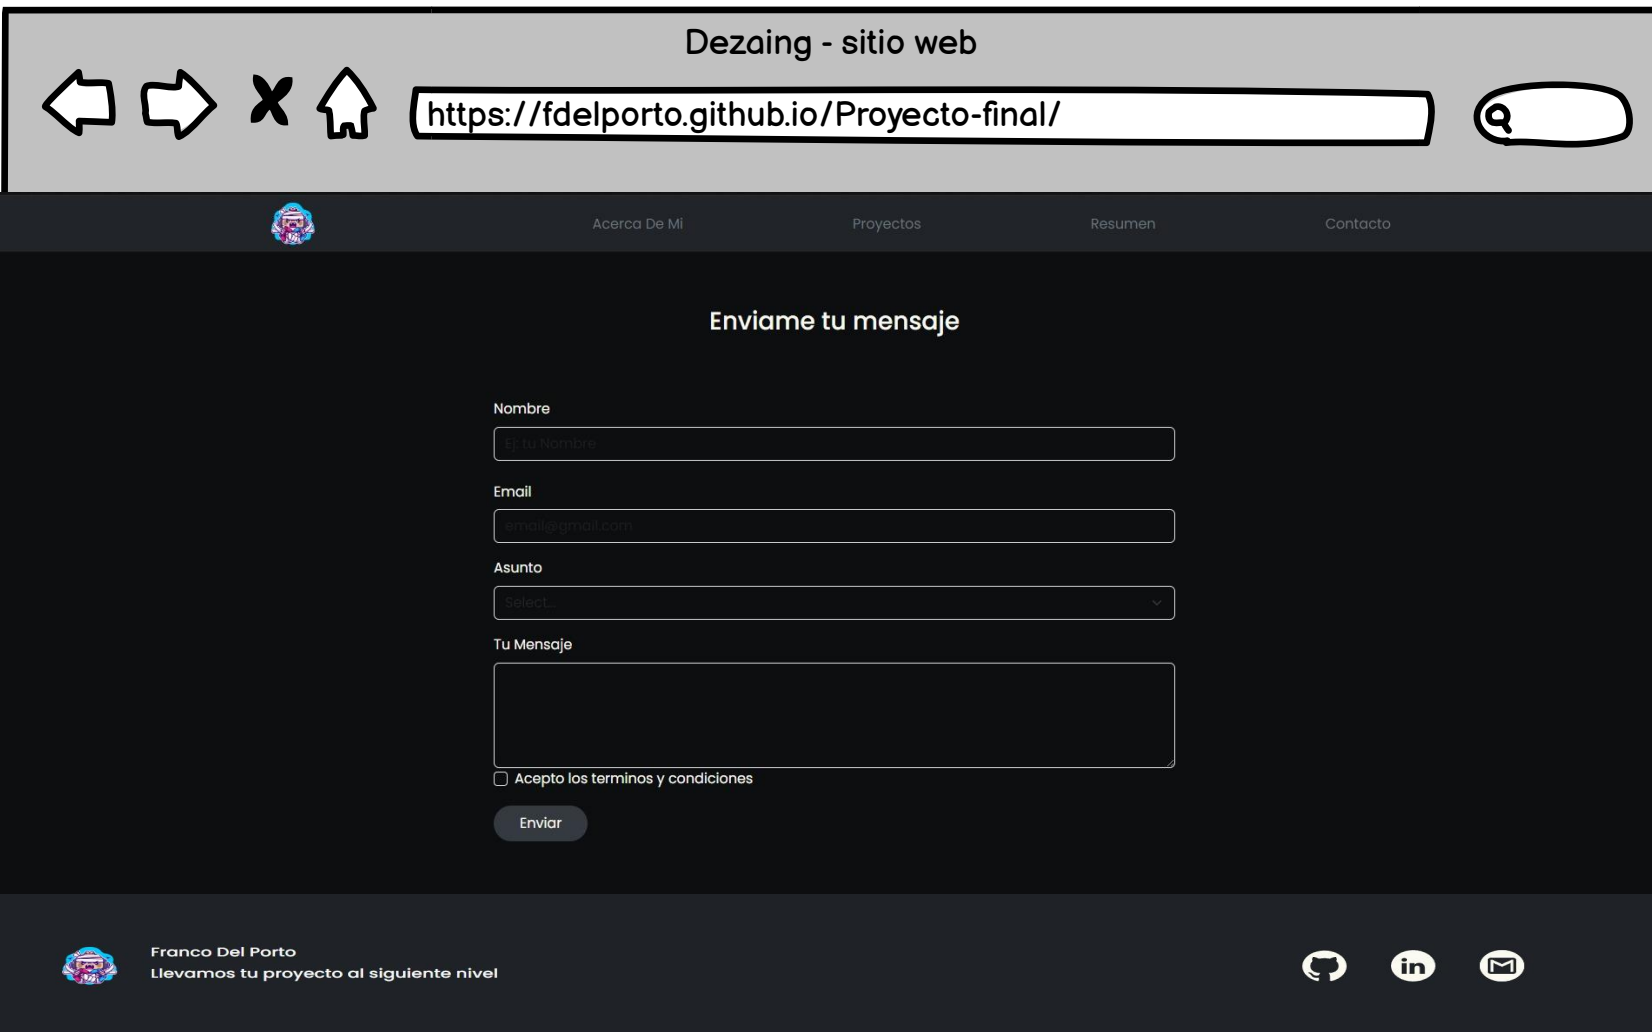 Dezaing - sitio web
https://fdelporto.github.io/Proyecto-final/
Acerca De Mi Proyectos Resumen Contacto
Enviame tu mensaje
Nombre
Ej: tu Nombre
Email
email@gmail.com
Asunto
Select...
Tu Mensaje
Acepto los terminos y condiciones
Enviar
Franco Del Porto
Llevamos tu proyecto al siguiente nivel
in